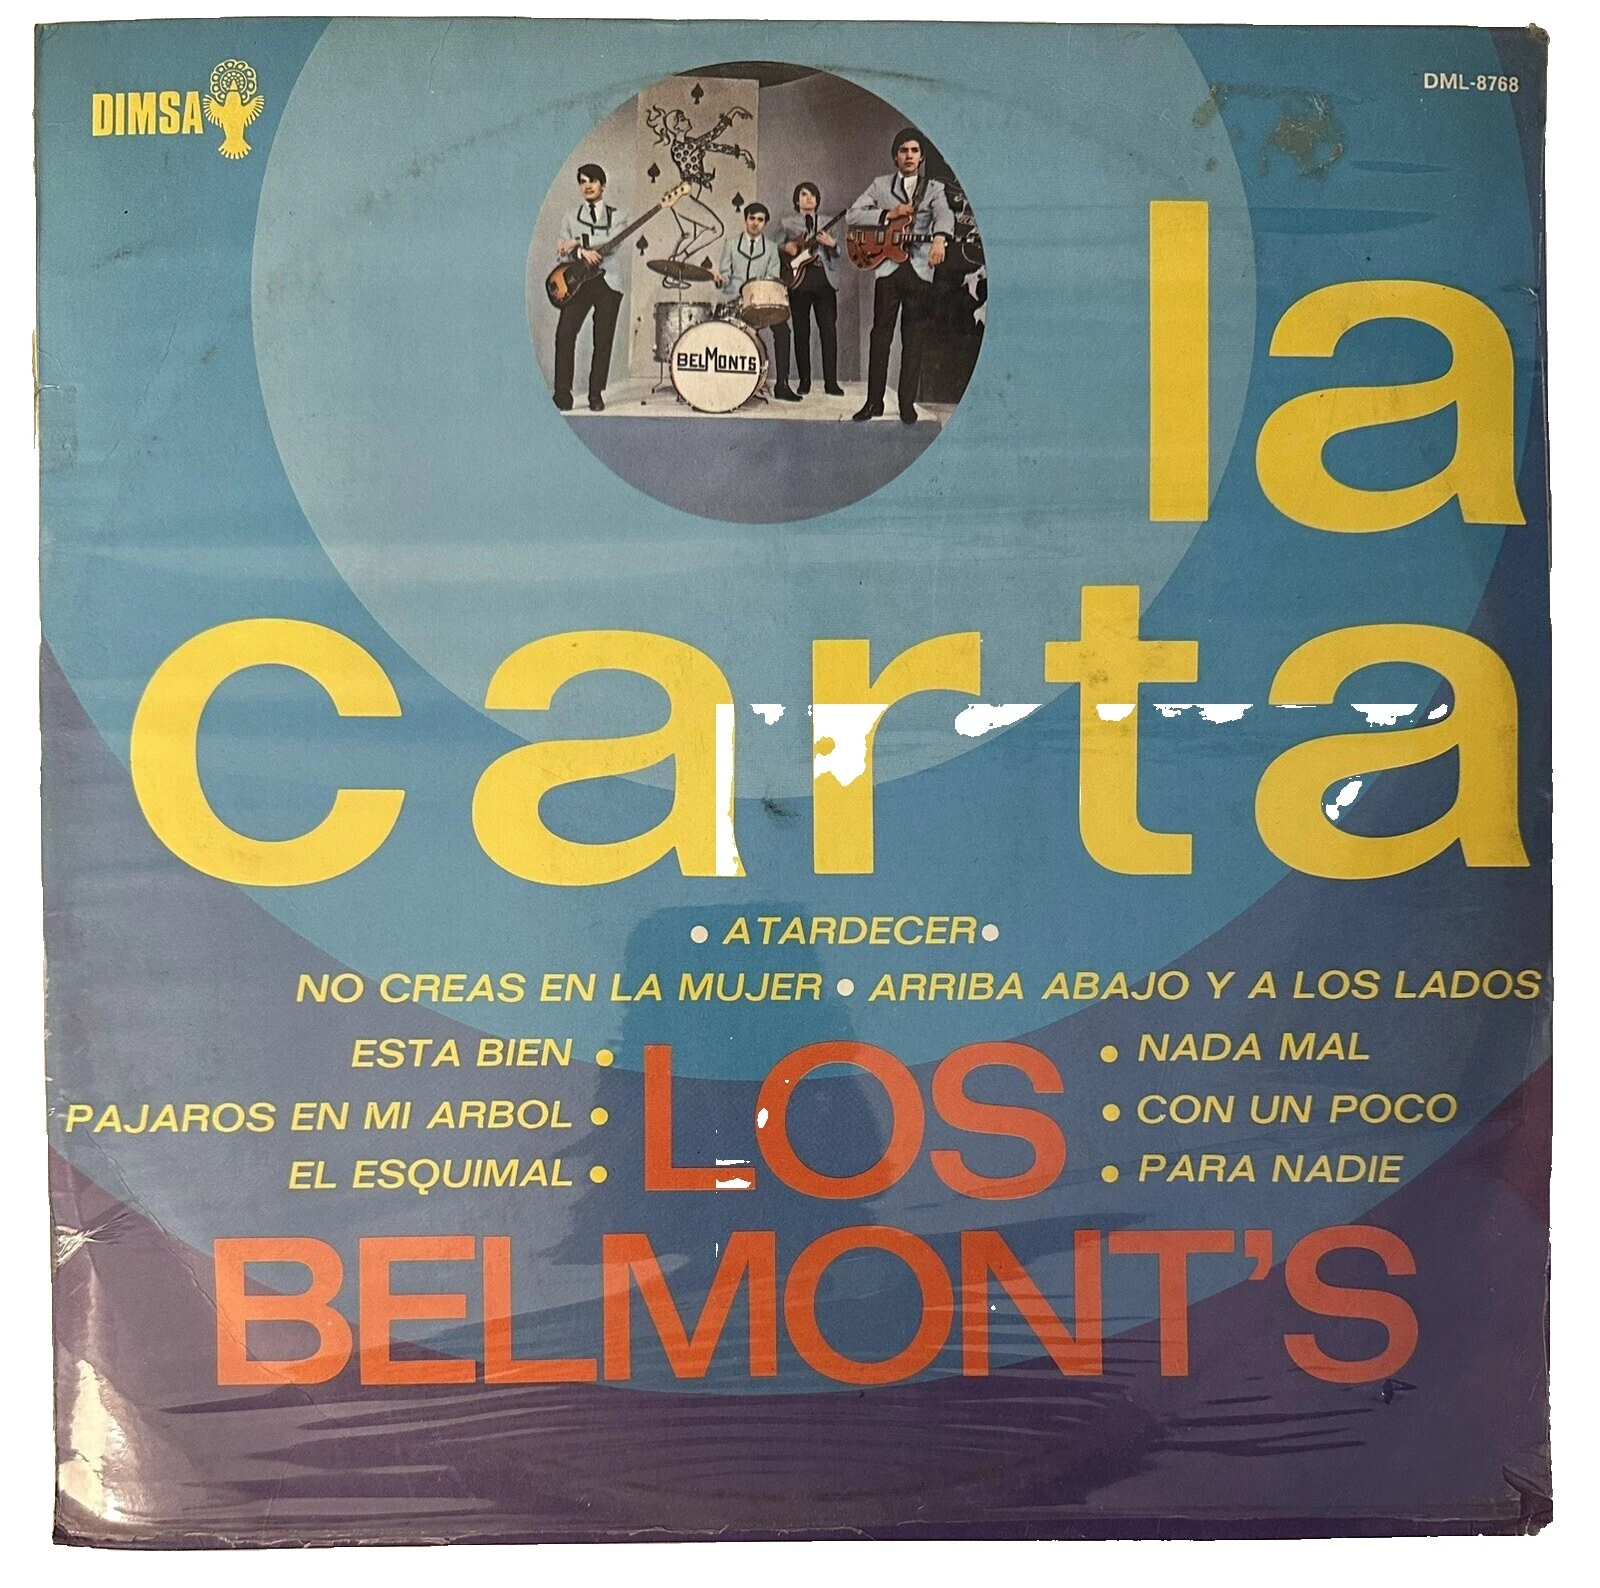 DIMSA
DML-8768
BELMONTS
la
carta
• ATARDECER •
NO CREAS EN LA MUJER • ARRIBA ABAJO Y A LOS LADOS
ESTA BIEN •
• NADA MAL
PAJAROS EN MI ARBOL •
• CON UN POCO
EL ESQUIMAL •
• PARA NADIE
LOS
BELMONT'S